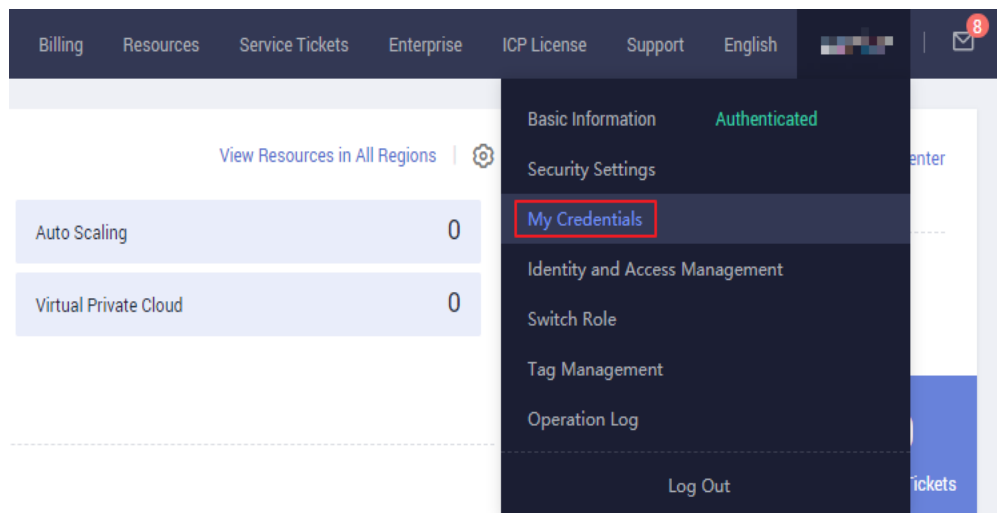 Billing Resources Service Tickets Enterprise ICP License Support English 8
Basic Information Authenticated
View Resources in All Regions
Security Settings
enter
My Credentials
Auto Scaling 0
Identity and Access Management
Virtual Private Cloud 0
Switch Role
Tag Management
Operation Log
Log Out
ickets